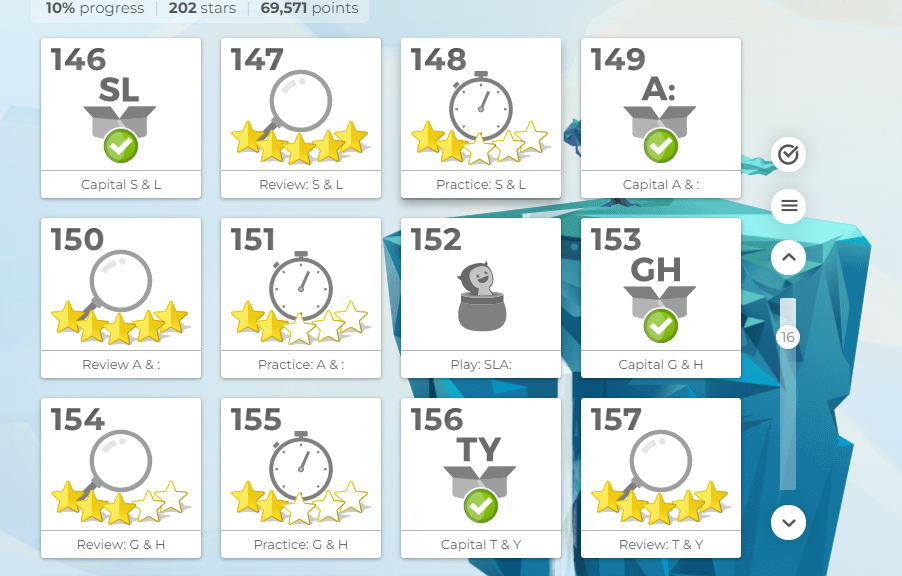 10% progress | 202 stars | 69,571 points
146
SL
Capital S & L
147
Review: S & L
148
Practice: S & L
149
A:
Capital A & :
150
Review A & :
151
Practice: A & :
152
Play: SLA:
153
GH
Capital G & H
154
Review: G & H
155
Practice: G & H
156
TY
Capital T & Y
157
Review: T & Y
16